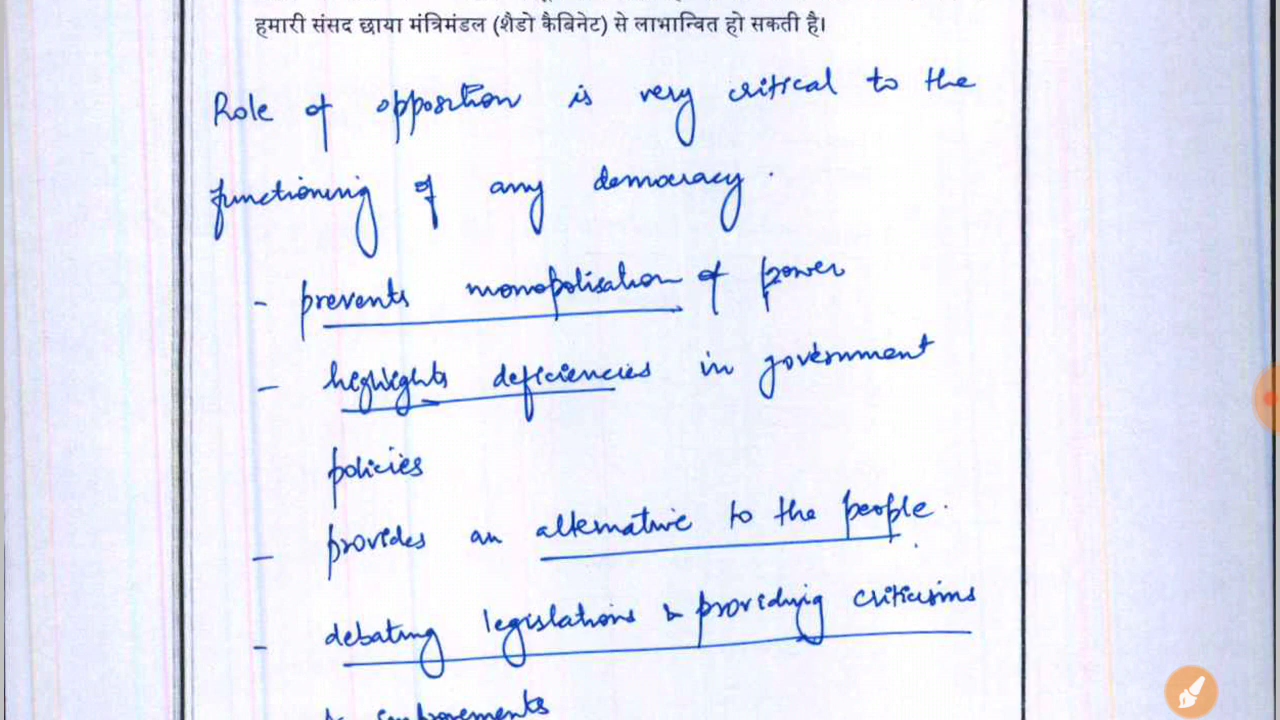 हमारी संसद छाया मंत्रिमंडल (शैडो कैबिनेट) से लाभान्वित हो सकती है।
Role of opposition is very critical to the
functioning of any democracy.
- prevents monopolisation of power
- highlights deficiencies in government
policies
- provides an alternative to the people.
- debating legislations & providing criticisms
improvements